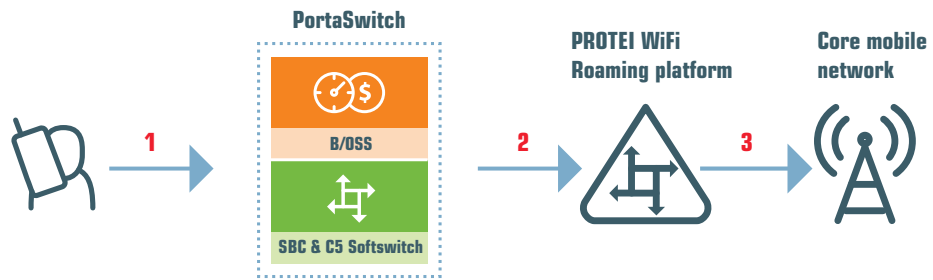 PortaSwitch
PROTEI WiFi
Roaming platform
Core mobile
network
$
1
B/OSS
2
3
SBC & C5 Softswitch